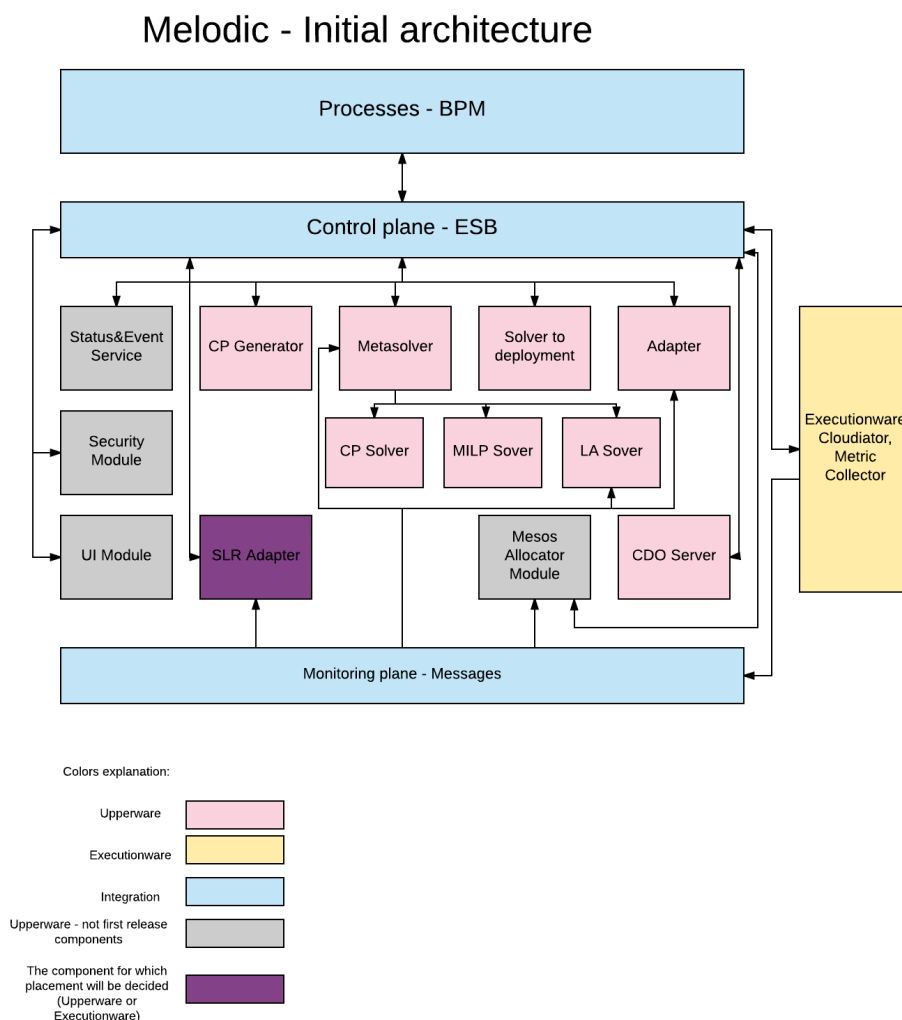 Melodic - Initial architecture
Processes - BPM
Control plane - ESB
Status&Event
Service
CP Generator
Metasolver
Solver to
deployment
Adapter
Executionware
Cloudiator,
Metric
Collector
Security
Module
CP Solver
MILP Sover
LA Sover
UI Module
SLR Adapter
Mesos
Allocator
Module
CDO Server
Monitoring plane - Messages
Colors explanation:
Upperware
Executionware
Integration
Upperware - not first release
components
The component for which
placement will be decided
(Upperware or
Executionware)